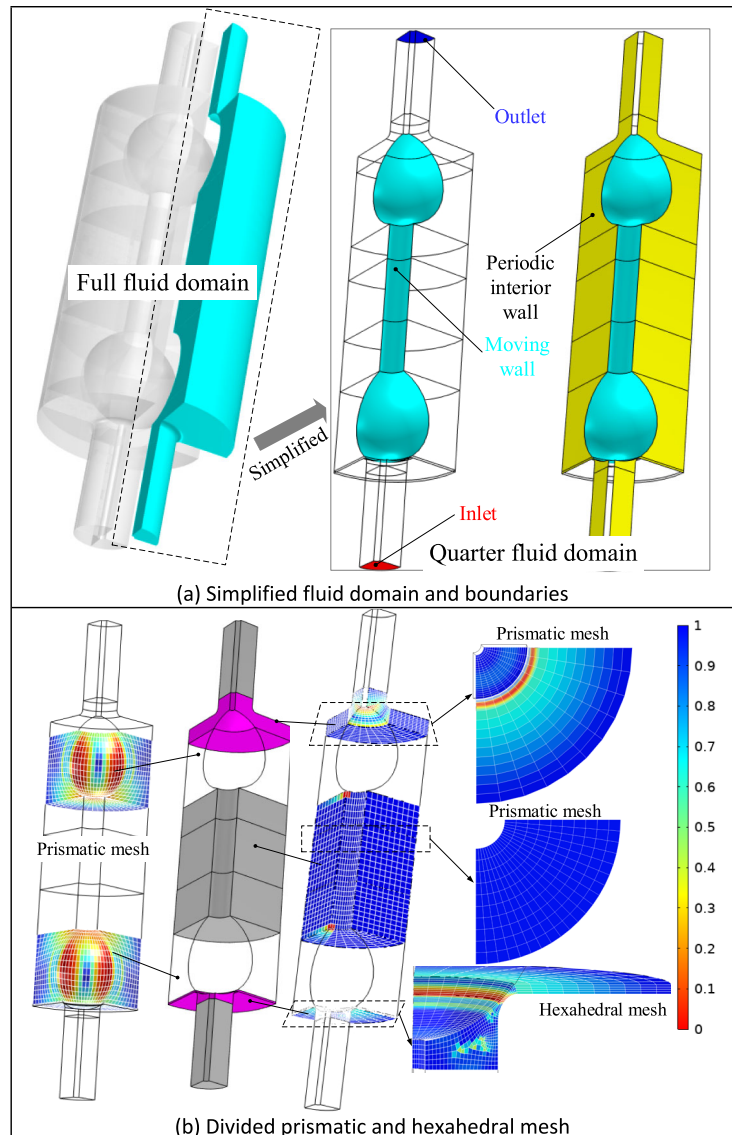 Full fluid domain
Simplified
Outlet
Periodic
interior
wall
Moving
wall
Inlet
Quarter fluid domain
(a) Simplified fluid domain and boundaries
Prismatic mesh
Prismatic mesh
Prismatic mesh
Hexahedral mesh
1
0.9
0.8
0.7
0.6
0.5
0.4
0.3
0.2
0.1
0
(b) Divided prismatic and hexahedral mesh